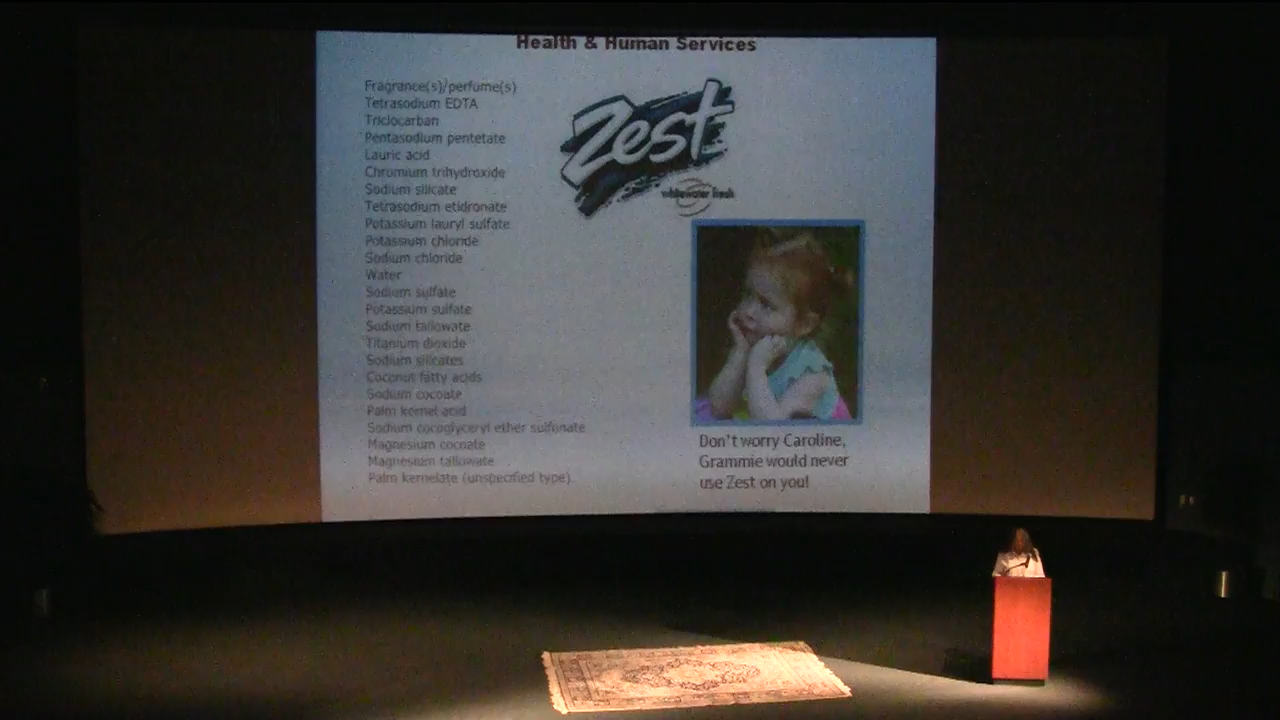 Health & Human Services
Fragrance(s)/perfume(s)
Tetrasodium EDTA
Triclocarban
Pentasodium pentetate
Lauric acid
Chromium trihydroxide
Sodium silicate
Tetrasodium etidronate
Potassium lauryl sulfate
Potassium chloride
Sodium chloride
Water
Sodium sulfate
Potassium sulfate
Sodium tallowate
Titanium dioxide
Sodium silicates
Coconut fatty acids
Sodium cocoate
Palm kernel acid
Sodium cocoglyceryl ether sulfonate
Magnesium cocoate
Magnesium tallowate
Palm kernelate (unspecified type)
Zest
whitewater fresh
Don't worry Caroline,
Grammie would never
use Zest on you!